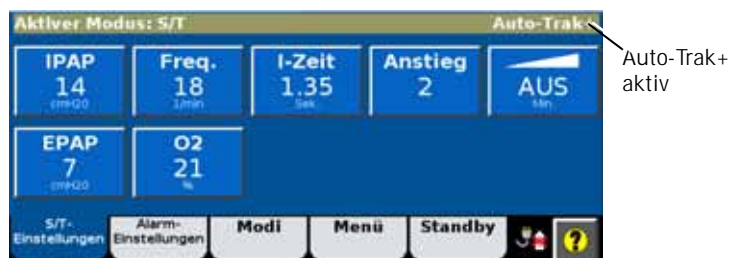 Aktiver Modus: S/T Auto-Trak+
IPAP Freq. I-Zeit Anstieg
14 18 1.35 2 AUS
cmH2O 1/min Sek Min
EPAP O2
7 21
cmH2O %
S/T-Einstellungen Alarm-Einstellungen Modi Menü Standby ?
Auto-Trak+
aktiv